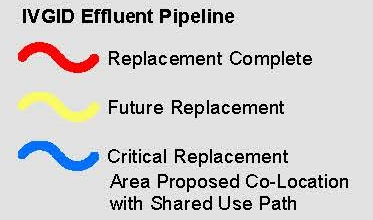 IVGID Effluent Pipeline
Replacement Complete
Future Replacement
Critical Replacement
Area Proposed Co-Location
with Shared Use Path